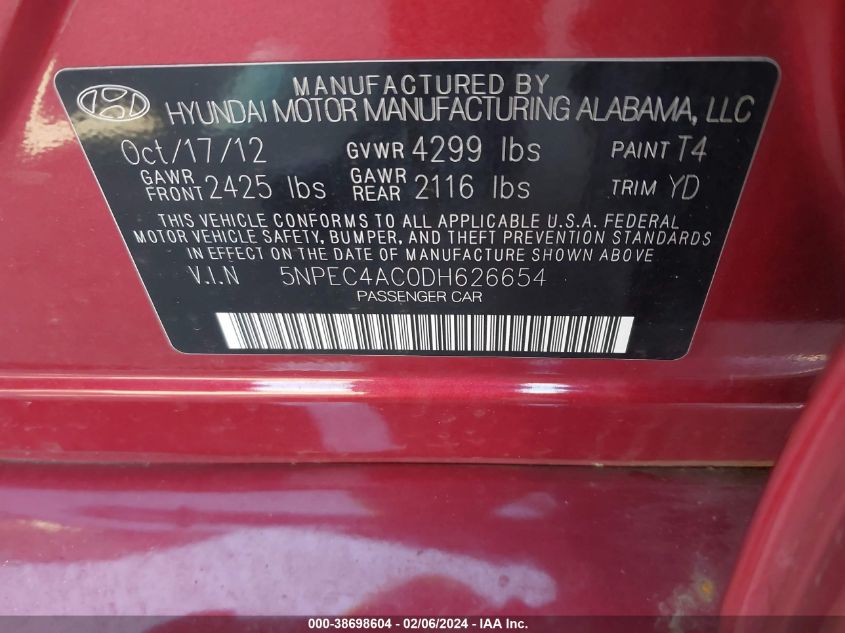 MANUFACTURED BY
HYUNDAI MOTOR MANUFACTURING ALABAMA, LLC
Oct/17/12 GVWR 4299 lbs PAINT T4
GAWR FRONT 2425 lbs GAWR REAR 2116 lbs TRIM YD
THIS VEHICLE CONFORMS TO ALL APPLICABLE U.S.A. FEDERAL
MOTOR VEHICLE SAFETY, BUMPER, AND THEFT PREVENTION STANDARDS
IN EFFECT ON THE DATE OF MANUFACTURE SHOWN ABOVE.
V.I.N 5NPEC4AC0DH626654
PASSENGER CAR
000-38698604 / 02/06/2024 - IAA Inc.